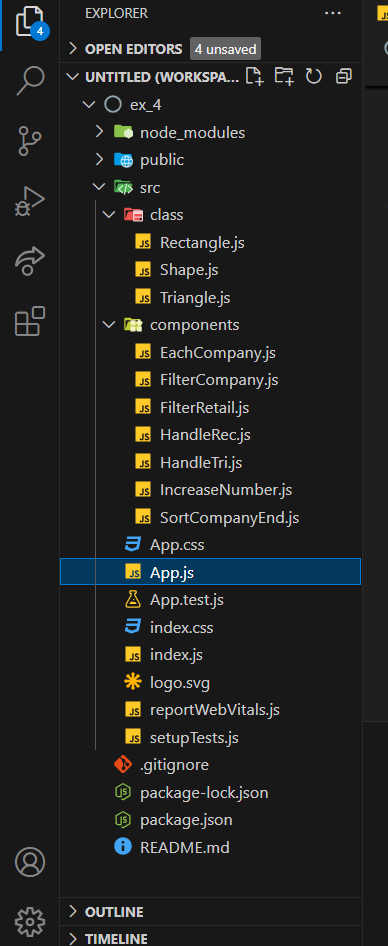 EXPLORER
OPEN EDITORS 4 unsaved
4
UNTITLED (WORKSPA...
ex_4
node_modules
public
src
class
Rectangle.js
Shape.js
Triangle.js
components
EachCompany.js
FilterCompany.js
FilterRetail.js
HandleRec.js
HandleTri.js
IncreaseNumber.js
SortCompanyEnd.js
App.css
App.js
App.test.js
index.css
index.js
logo.svg
reportWebVitals.js
setupTests.js
.gitignore
package-lock.json
package.json
README.md
OUTLINE
TIMELINE